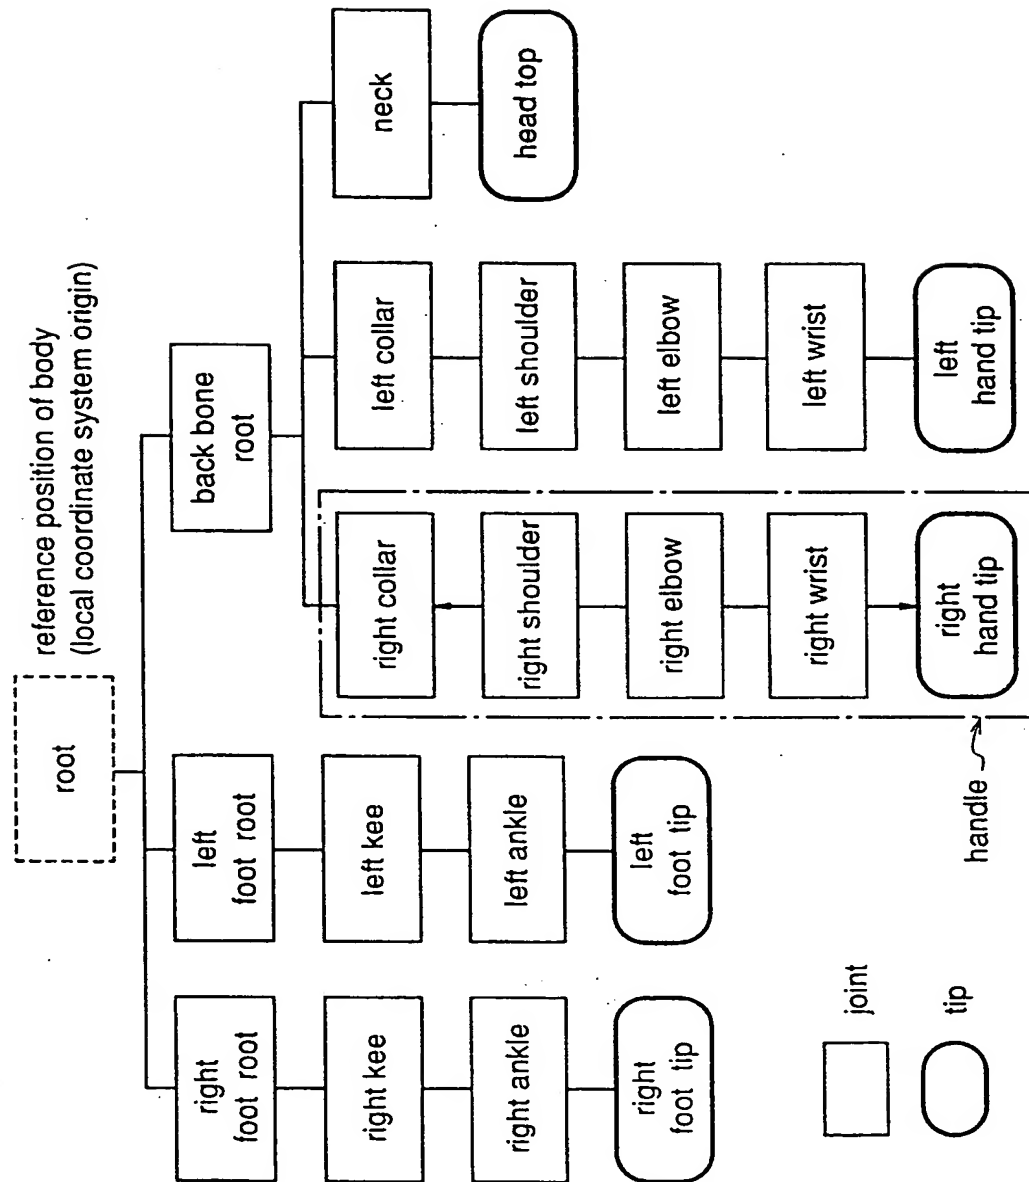 root
reference position of body
(local coordinate system origin)
right
foot root
left
foot root
back bone
root
right kee
left kee
right collar
left collar
neck
right ankle
left ankle
right shoulder
left shoulder
head top
right
foot tip
left
foot tip
right elbow
left elbow
right wrist
left wrist
right
hand tip
left
hand tip
handle
joint
tip